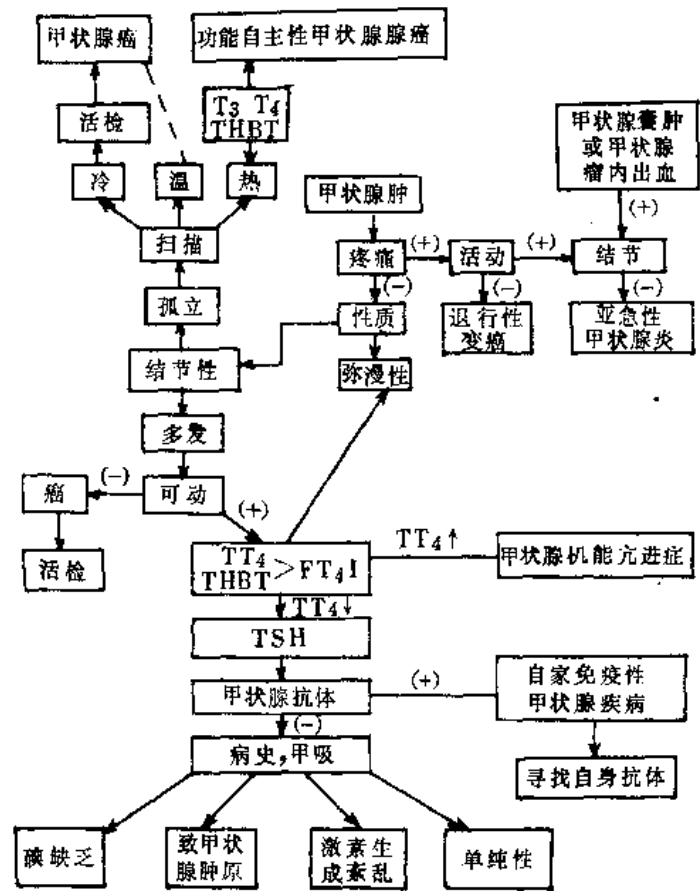 甲状腺癌
功能自主性甲状腺腺癌
活检
T3 T4
THBT
甲状腺囊肿
或甲状腺
瘤内出血
冷
温
热
甲状腺肿
(+)
扫描
疼痛
(+)
活动
(+)
结节
(-)
(-)
(-)
孤立
性质
退行性
变癌
亚急性
甲状腺炎
结节性
弥漫性
多发
癌
(-)
可动
(+)
活检
TT4
THBT
>FT4I
TT4↑
甲状腺机能亢进症
TT4↓
TSH
甲状腺抗体
(+)
自家免疫性
甲状腺疾病
(-)
病史,甲吸
寻找自身抗体
碘缺乏
致甲状
腺肿原
激素生
成紊乱
单纯性